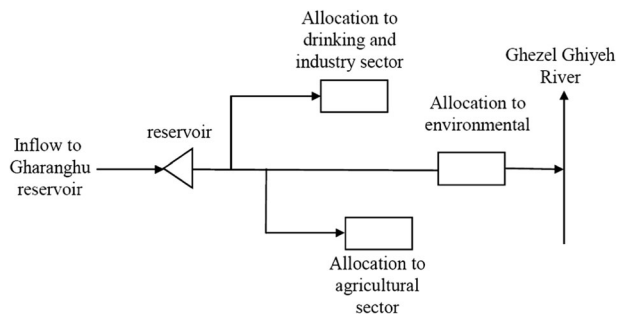 Allocation to
drinking and
industry sector
Ghezel Ghiyeh
River
Allocation to
environmental
reservoir
Inflow to
Gharanghu
reservoir
Allocation to
agricultural
sector